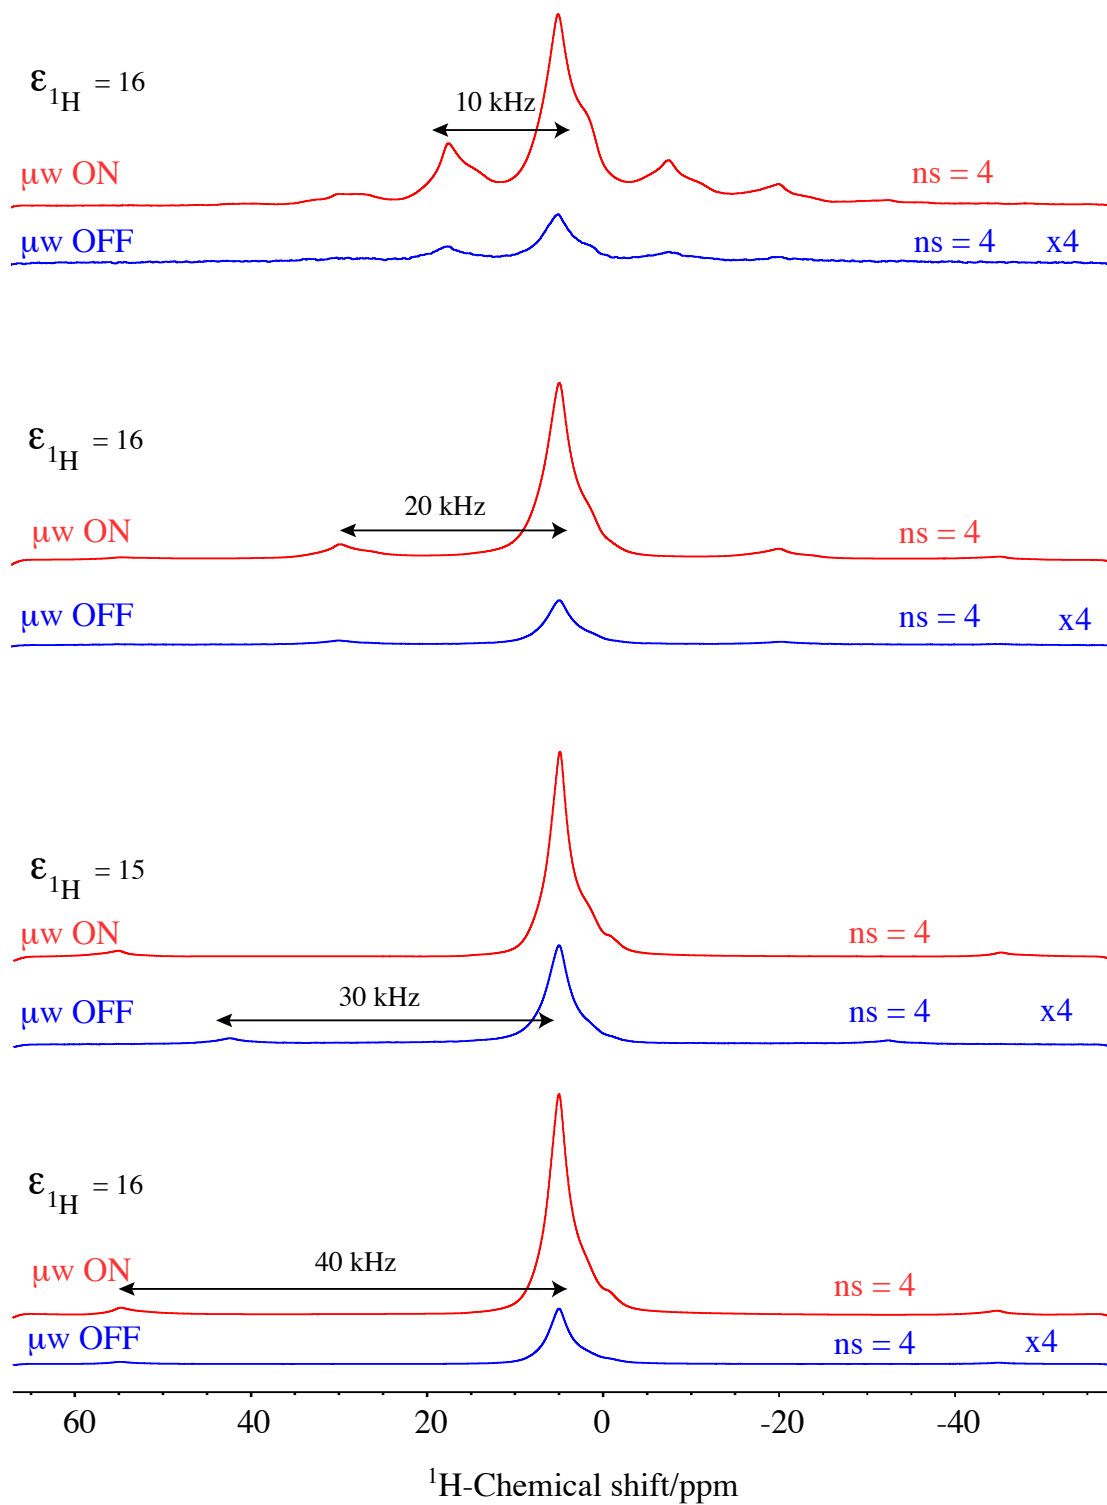 ε1H = 16
10 kHz
μw ON
ns = 4
μw OFF
ns = 4 x4
ε1H = 16
20 kHz
μw ON
ns = 4
μw OFF
ns = 4 x4
ε1H = 15
μw ON
ns = 4
30 kHz
μw OFF
ns = 4 x4
ε1H = 16
40 kHz
μw ON
ns = 4
μw OFF
ns = 4 x4
60 40 20 0 -20 -40
1H-Chemical shift/ppm